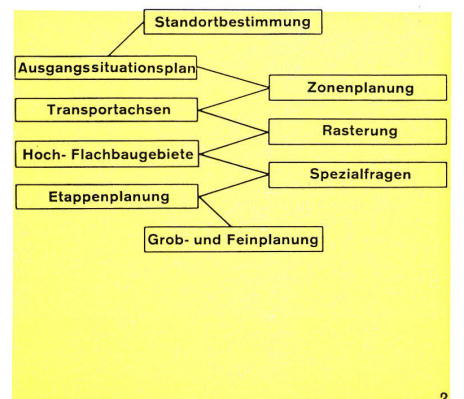 Standortbestimmung
Ausgangssituationsplan
Zonenplanung
Transportachsen
Rasterung
Hoch- Flachbaugebiete
Spezialfragen
Etappenplanung
Grob- und Feinplanung